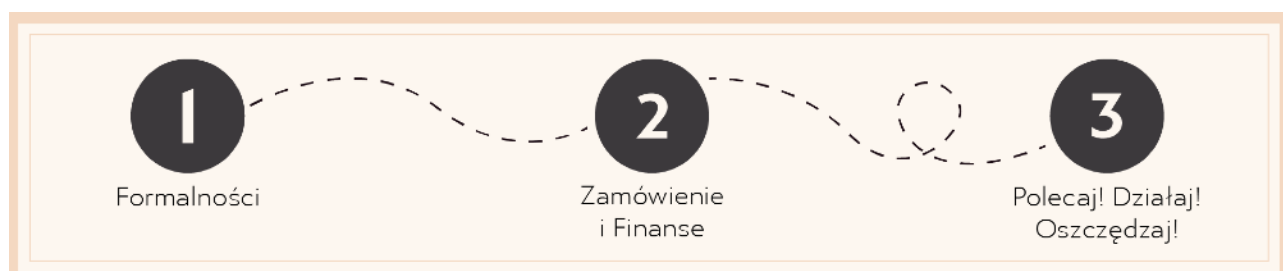 1
Formalności
2
Zamówienie
i Finanse
3
Polecaj! Działaj!
Oszczędzaj!